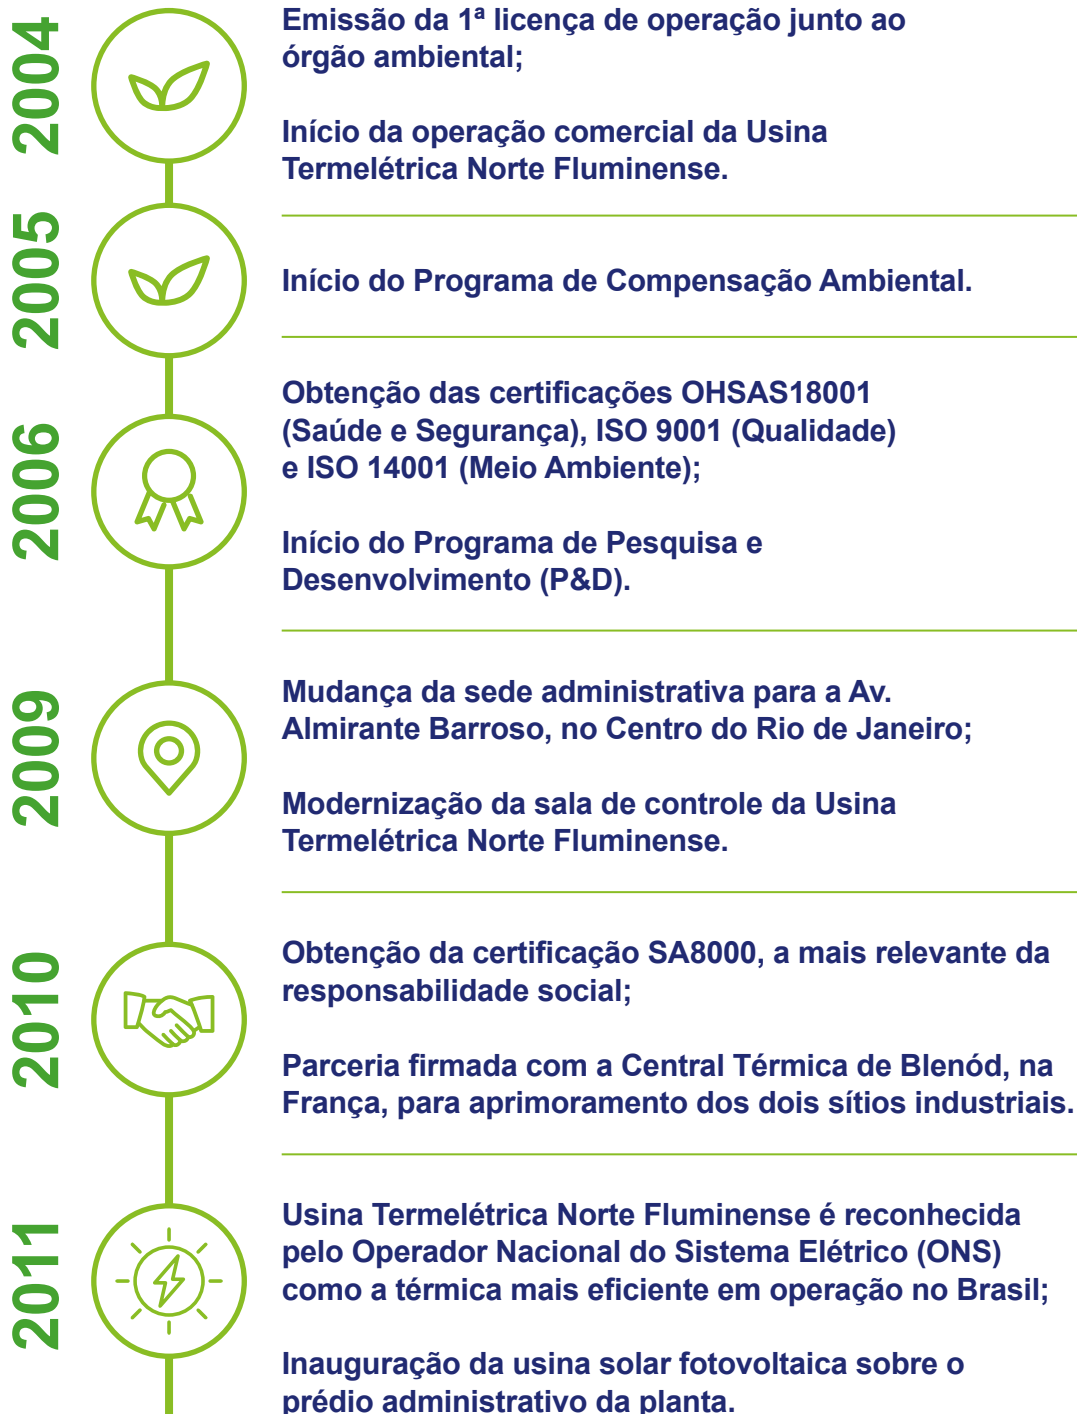 2004
Emissão da 1ª licença de operação junto ao
órgão ambiental;
Início da operação comercial da Usina
Termelétrica Norte Fluminense.
2005
Início do Programa de Compensação Ambiental.
2006
Obtenção das certificações OHSAS18001
(Saúde e Segurança), ISO 9001 (Qualidade)
e ISO 14001 (Meio Ambiente);
Início do Programa de Pesquisa e
Desenvolvimento (P&D).
2009
Mudança da sede administrativa para a Av.
Almirante Barroso, no Centro do Rio de Janeiro;
Modernização da sala de controle da Usina
Termelétrica Norte Fluminense.
2010
Obtenção da certificação SA8000, a mais relevante da
responsabilidade social;
Parceria firmada com a Central Térmica de Blenód, na
França, para aprimoramento dos dois sítios industriais.
2011
Usina Termelétrica Norte Fluminense é reconhecida
pelo Operador Nacional do Sistema Elétrico (ONS)
como a térmica mais eficiente em operação no Brasil;
Inauguração da usina solar fotovoltaica sobre o
prédio administrativo da planta.